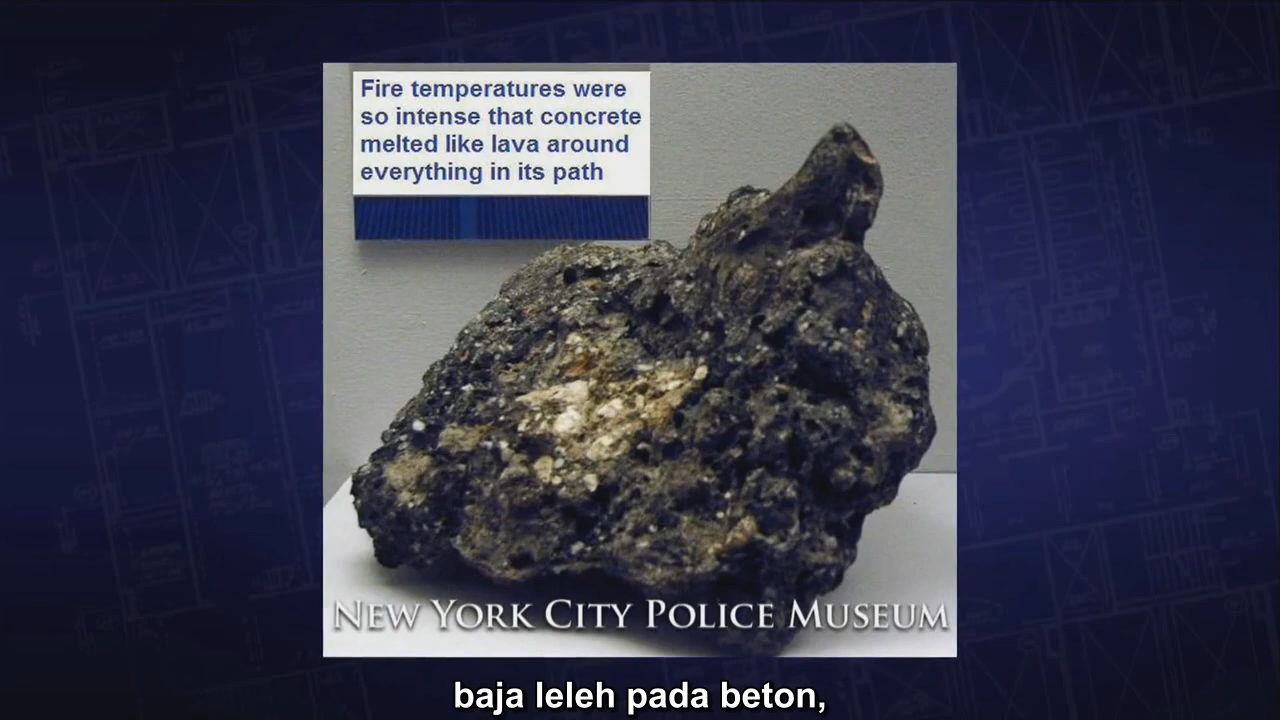 Fire temperatures were
so intense that concrete
melted like lava around
everything in its path
NEW YORK CITY POLICE MUSEUM
baja leleh pada beton,